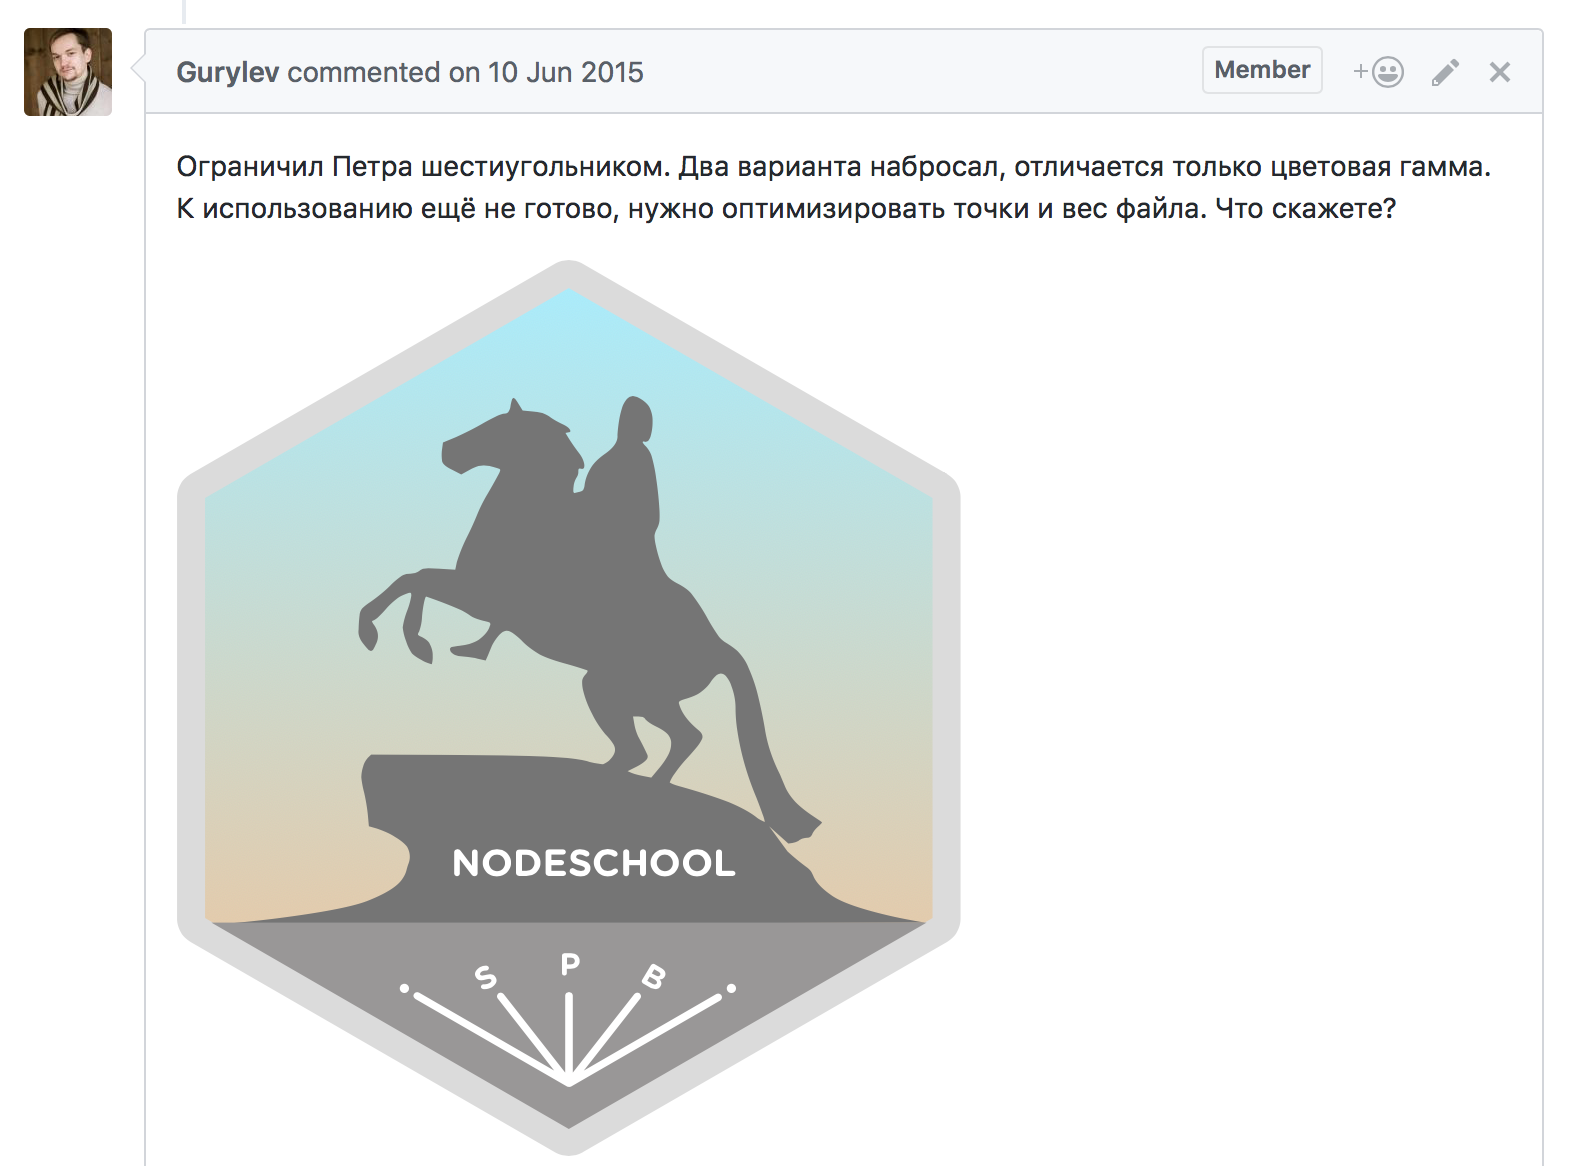 Gurylev commented on 10 Jun 2015
Member
Ограничил Петра шестиугольником. Два варианта набросал, отличается только цветовая гамма.
К использованию ещё не готово, нужно оптимизировать точки и вес файла. Что скажете?
NODESCHOOL
S P B